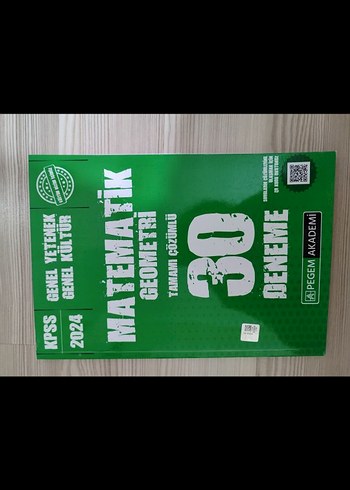 KPSS
2024
GENEL YETENEK
GENEL KÜLTÜR
MATEMATİK
GEOMETRİ
TAMAMI ÇÖZÜMLÜ
30
DENEME
PEGEM AKADEMİ